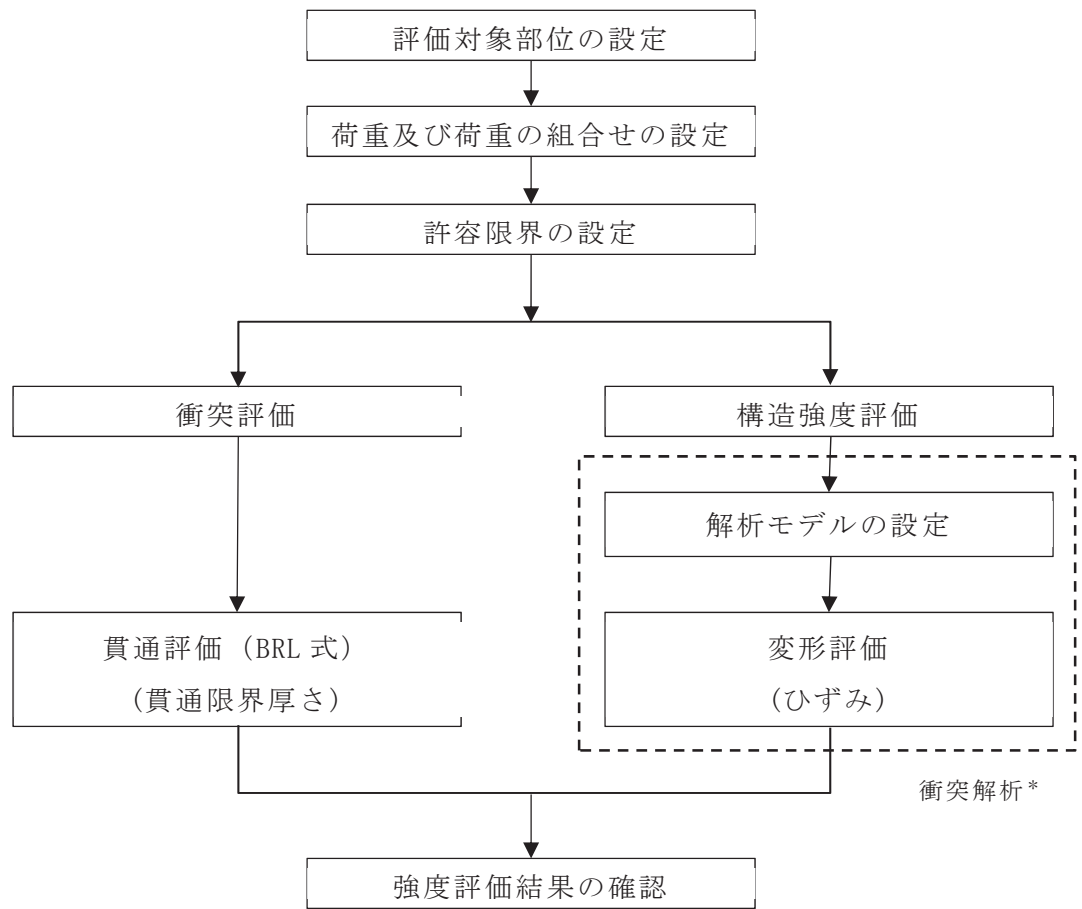 評価対象部位の設定
荷重及び荷重の組合せの設定
許容限界の設定
衝突評価
構造強度評価
解析モデルの設定
貫通評価（BRL 式）
（貫通限界厚さ）
変形評価
（ひずみ）
衝突解析*
強度評価結果の確認